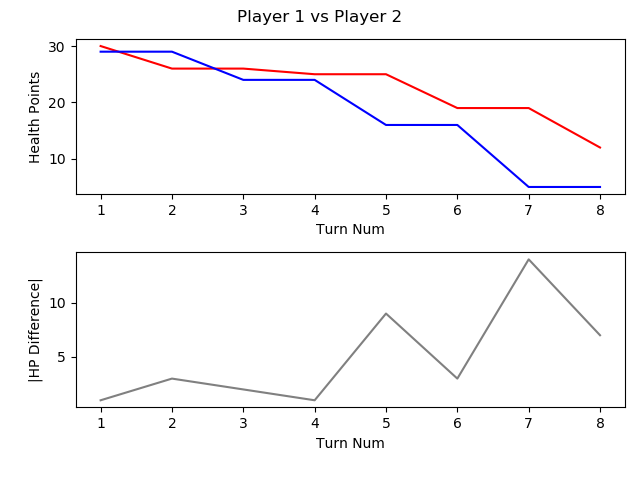 Player 1 vs Player 2
Health Points
30
20
10
1 2 3 4 5 6 7 8
Turn Num
|HP Difference|
10
5
1 2 3 4 5 6 7 8
Turn Num